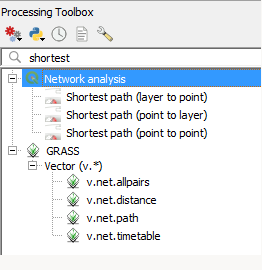 Processing Toolbox
shortest
Network analysis
Shortest path (layer to point)
Shortest path (point to layer)
Shortest path (point to point)
GRASS
Vector (v.*)
v.net.allpairs
v.net.distance
v.net.path
v.net.timetable